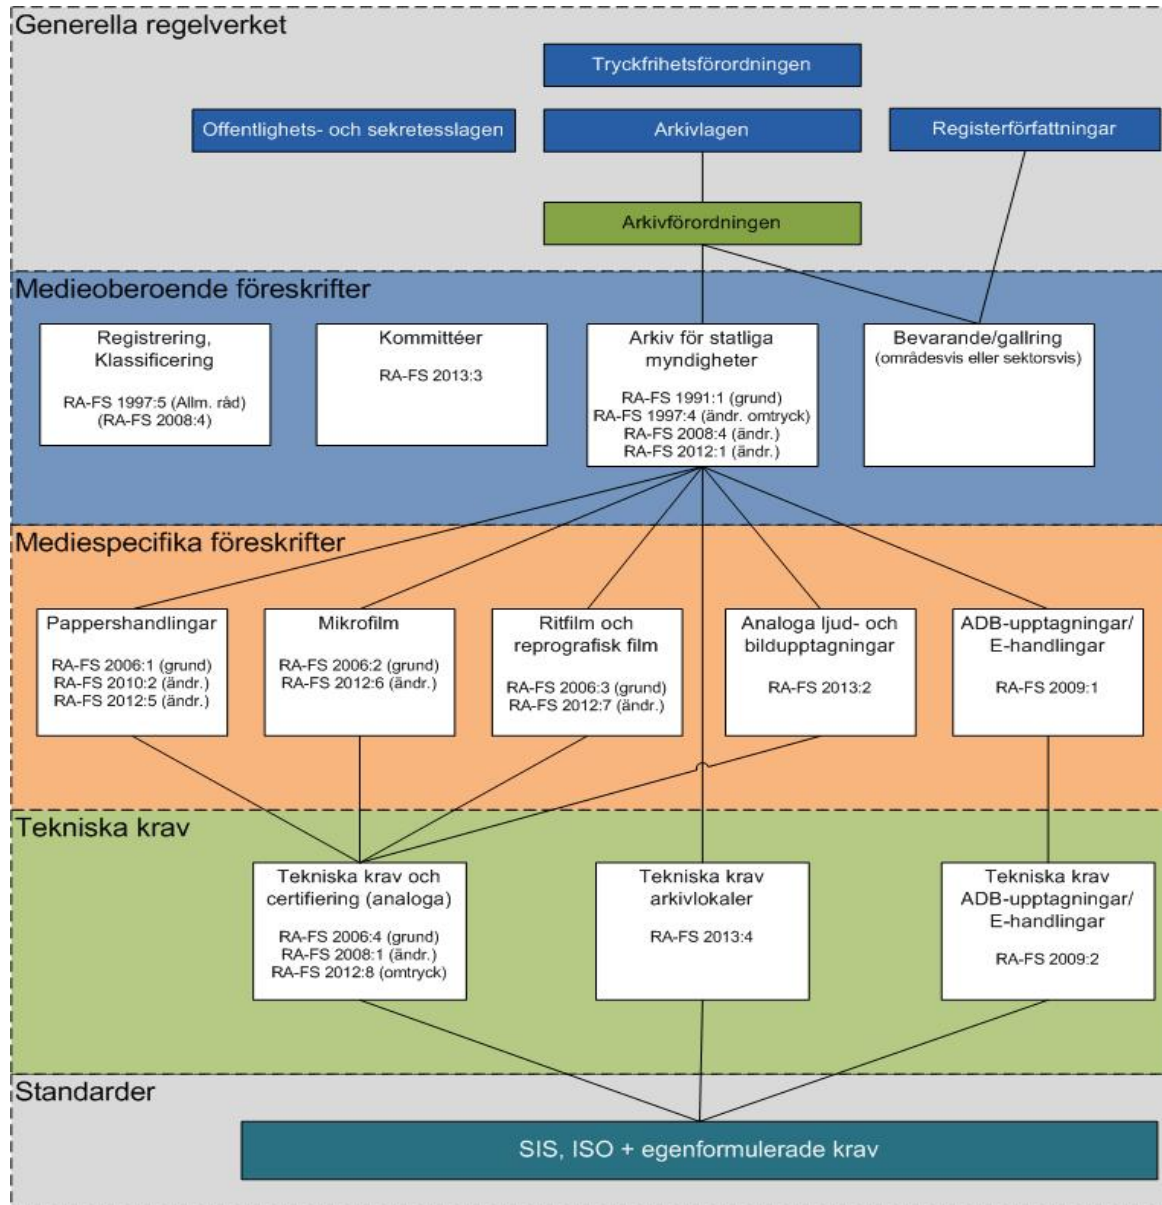 Generella regelverket
Tryckfrihetsförordningen
Offentlighets- och sekretesslagen
Arkivlagen
Registerförfattningar
Arkivförordningen
Medieoberoende föreskrifter
Registrering,
Klassificering
RA-FS 1997:5 (Allm. råd)
(RA-FS 2008:4)
Kommittéer
RA-FS 2013:3
Arkiv för statliga
myndigheter
RA-FS 1991:1 (grund)
RA-FS 1997:4 (ändr. omtryck)
RA-FS 2008:4 (ändr.)
RA-FS 2012:1 (ändr.)
Bevarande/gallring
(områdesvis eller sektorsvis)
Mediespecifika föreskrifter
Pappershandlingar
RA-FS 2006:1 (grund)
RA-FS 2010:2 (ändr.)
RA-FS 2012:5 (ändr.)
Mikrofilm
RA-FS 2006:2 (grund)
RA-FS 2012:6 (ändr.)
Ritfilm och
reprografisk film
RA-FS 2006:3 (grund)
RA-FS 2012:7 (ändr.)
Analoga ljud- och
bildupptagningar
RA-FS 2013:2
ADB-upptagningar/
E-handlingar
RA-FS 2009:1
Tekniska krav
Tekniska krav och
certifiering (analoga)
RA-FS 2006:4 (grund)
RA-FS 2008:1 (ändr.)
RA-FS 2012:8 (omtryck)
Tekniska krav
arkivlokaler
RA-FS 2013:4
Tekniska krav
ADB-upptagningar/
E-handlingar
RA-FS 2009:2
Standarder
SIS, ISO + egenformulerade krav